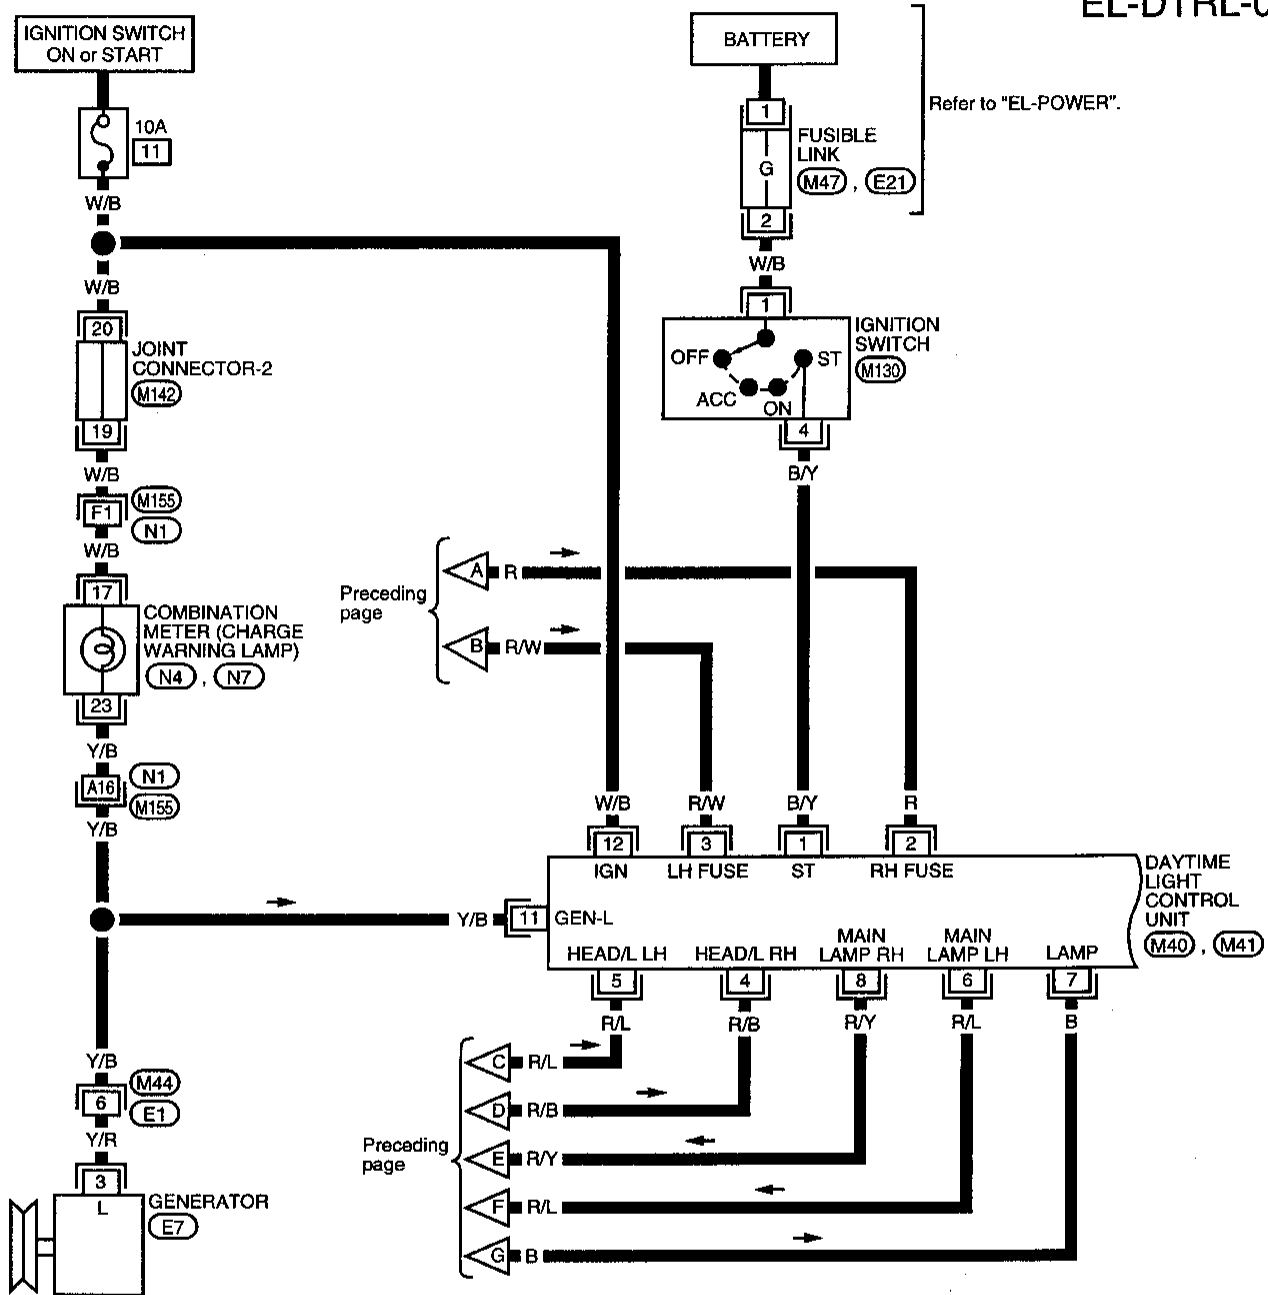 EL-DTRL-0
IGNITION SWITCH
ON or START
BATTERY
Refer to "EL-POWER".
10A
11
1
FUSIBLE
LINK
G
M47 , E21
2
W/B
W/B
W/B
1
20
JOINT
CONNECTOR-2
M142
19
IGNITION
SWITCH
M130
OFF
ST
ACC
ON
4
W/B
B/Y
F1
M155
N1
W/B
17
COMBINATION
METER (CHARGE
WARNING LAMP)
N4 , N7
23
Preceding
page
A R
B R/W
Y/B
A16
N1
M155
Y/B
W/B R/W B/Y R
12 3 1 2
IGN LH FUSE ST RH FUSE
DAYTIME
LIGHT
CONTROL
UNIT
M40 , M41
Y/B 11 GEN-L
HEAD/L LH HEAD/L RH MAIN
LAMP RH MAIN
LAMP LH LAMP
5 4 8 6 7
R/L R/B R/Y R/L B
Y/B
6
M44
E1
Y/R
3
L
GENERATOR
E7
Preceding
page
C R/L
D R/B
E R/Y
F R/L
G B